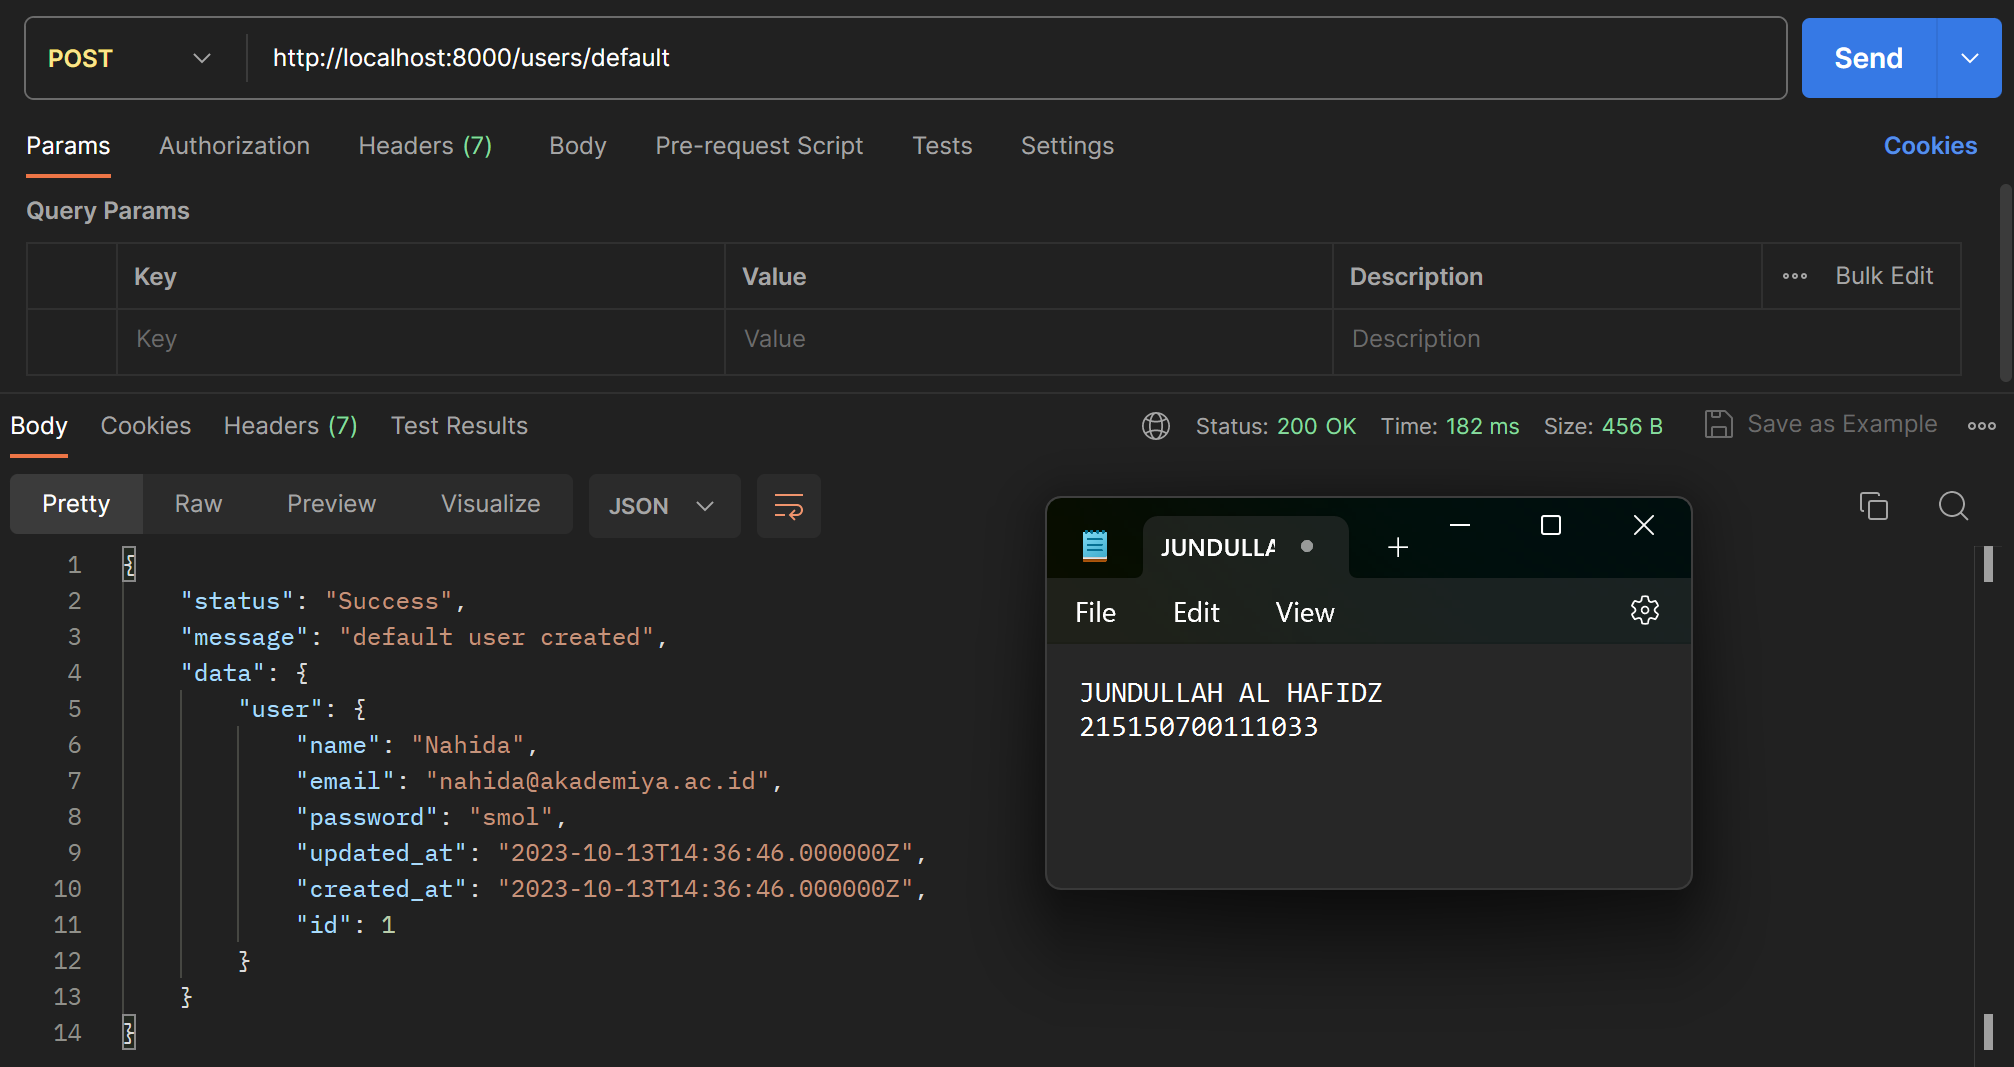 POST http://localhost:8000/users/default Send
Params Authorization Headers (7) Body Pre-request Script Tests Settings Cookies
Query Params
Key Value Description Bulk Edit
Key Value Description
Body Cookies Headers (7) Test Results Status: 200 OK Time: 182 ms Size: 456 B Save as Example
Pretty Raw Preview Visualize JSON
1 {
2 "status": "Success",
3 "message": "default user created",
4 "data": {
5 "user": {
6 "name": "Nahida",
7 "email": "nahida@akademiya.ac.id",
8 "password": "smol",
9 "updated_at": "2023-10-13T14:36:46.000000Z",
10 "created_at": "2023-10-13T14:36:46.000000Z",
11 "id": 1
12 }
13 }
14 }
JUNDULLA
File Edit View
JUNDULLAH AL HAFIDZ
215150700111033